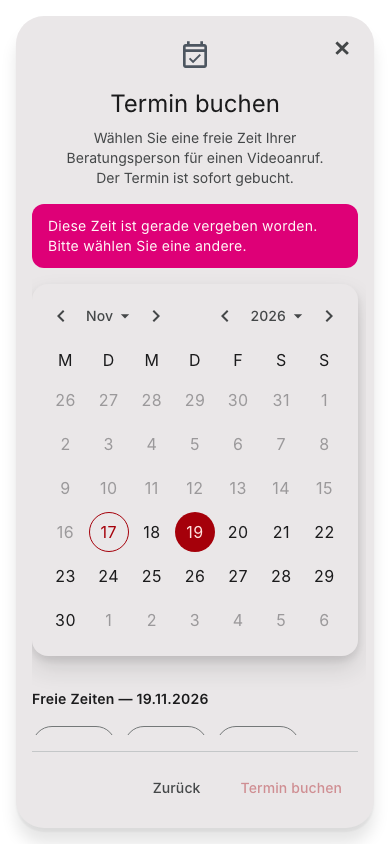 Termin buchen
Wählen Sie eine freie Zeit Ihrer
Beratungsperson für einen Videoanruf.
Der Termin ist sofort gebucht.
Diese Zeit ist gerade vergeben worden.
Bitte wählen Sie eine andere.
Nov 2026
M D M D F S S
26 27 28 29 30 31 1
2 3 4 5 6 7 8
9 10 11 12 13 14 15
16 17 18 19 20 21 22
23 24 25 26 27 28 29
30 1 2 3 4 5 6
Freie Zeiten — 19.11.2026
Zurück Termin buchen